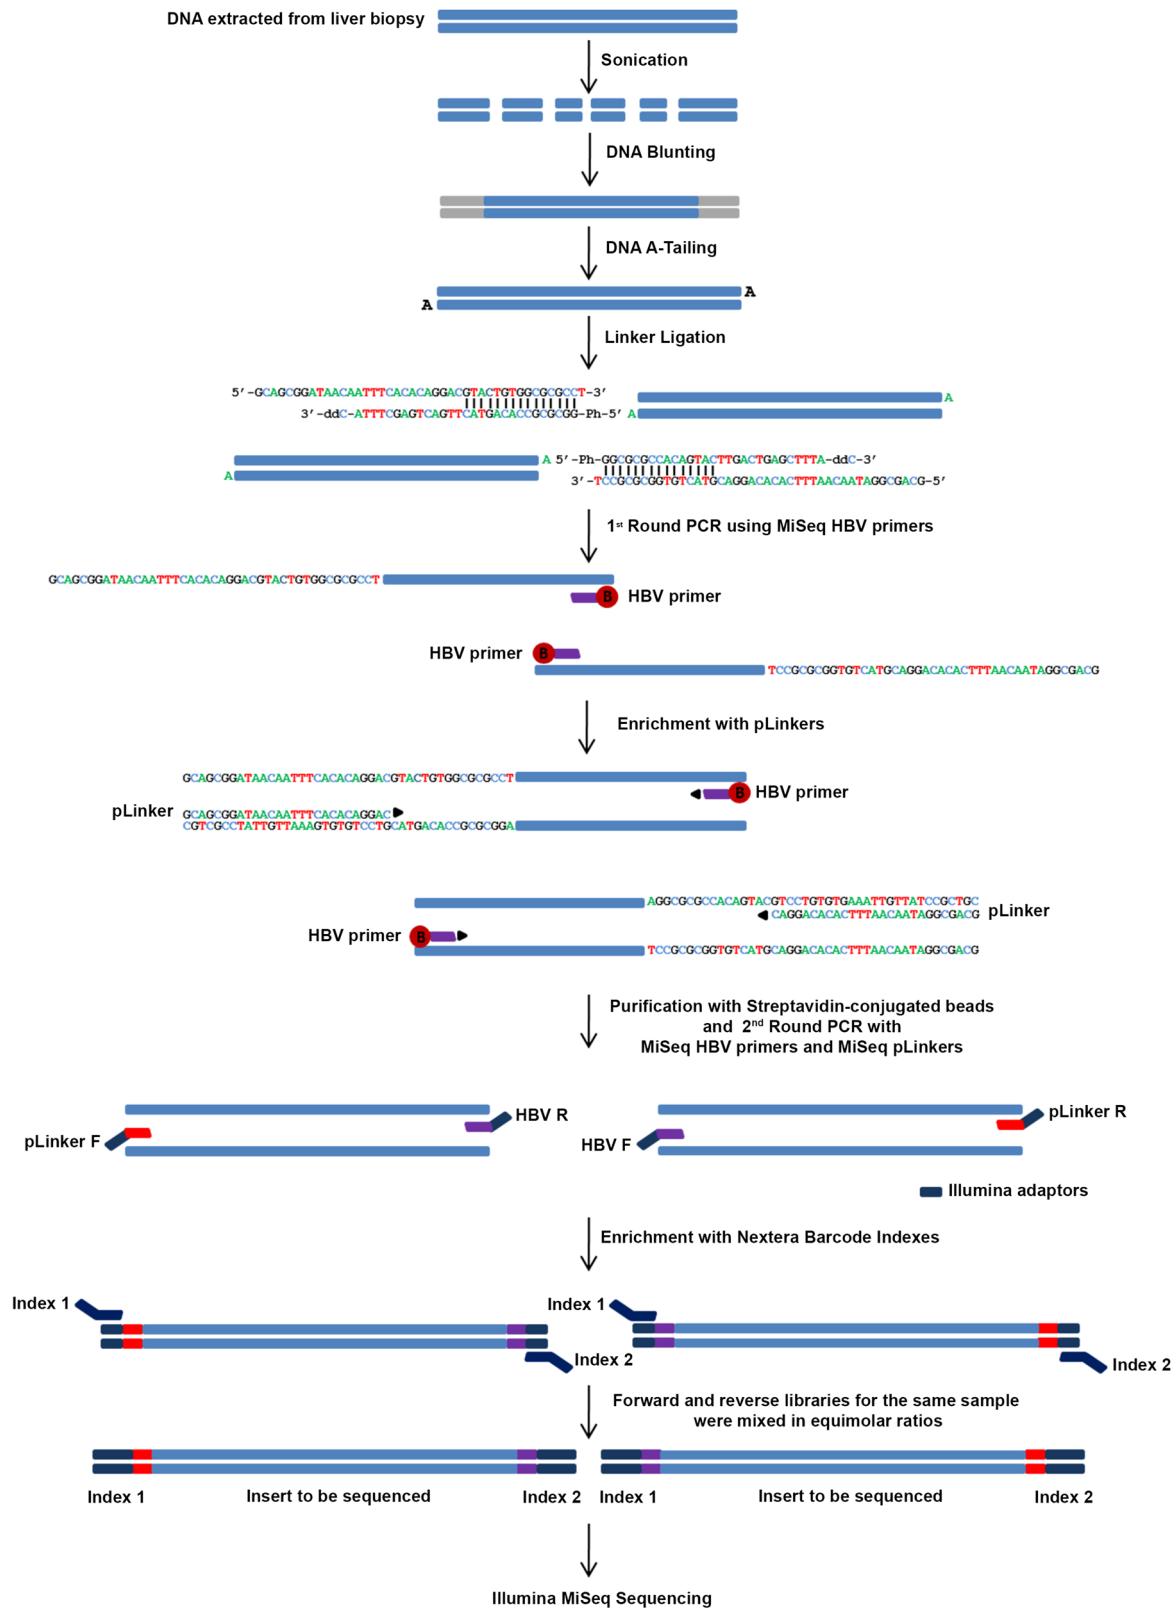 DNA extracted from liver biopsy
Sonication
DNA Blunting
DNA A-Tailing
A
A
Linker Ligation
5'-GCAGCGGATAACAATTTCACACAGGACGTACTGTGGCGCGCCT-3'
3'-ddC-ATTTCGAGTCAGTTCATGACACCGCGCGG-Ph-5' A
A
A 5'-Ph-GGCGCGCCACAGTACTTGACTGAGCTTTA-ddC-3'
A
3'-TCCGCGCGGTGTCATGCAGGACACACTTTAACAATAGGCGACG-5'
1st Round PCR using MiSeq HBV primers
GCAGCGGATAACAATTTCACACAGGACGTACTGTGGCGCGCCT
B HBV primer
HBV primer B
TCCGCGCGGTGTCATGCAGGACACACTTTAACAATAGGCGACG
Enrichment with pLinkers
GCAGCGGATAACAATTTCACACAGGACGTACTGTGGCGCGCCT
B HBV primer
pLinker
GCAGCGGATAACAATTTCACACAGGAC
CGTCGCCTATTGTTAAAGTGTGTCCTGCATGACACCGCGCGGA
AGGCGCGCCACAGTACGTCCTGTGTGAAATTGTTATCCGCTGC
CAGGACACACTTTAACAATAGGCGACG
pLinker
HBV primer B
TCCGCGCGGTGTCATGCAGGACACACTTTAACAATAGGCGACG
Purification with Streptavidin-conjugated beads
and 2nd Round PCR with
MiSeq HBV primers and MiSeq pLinkers
pLinker F
HBV R
HBV F
pLinker R
Illumina adaptors
Enrichment with Nextera Barcode Indexes
Index 1
Index 2
Index 1
Index 2
Forward and reverse libraries for the same sample
were mixed in equimolar ratios
Index 1 Insert to be sequenced Index 2 Index 1 Insert to be sequenced Index 2
Illumina MiSeq Sequencing